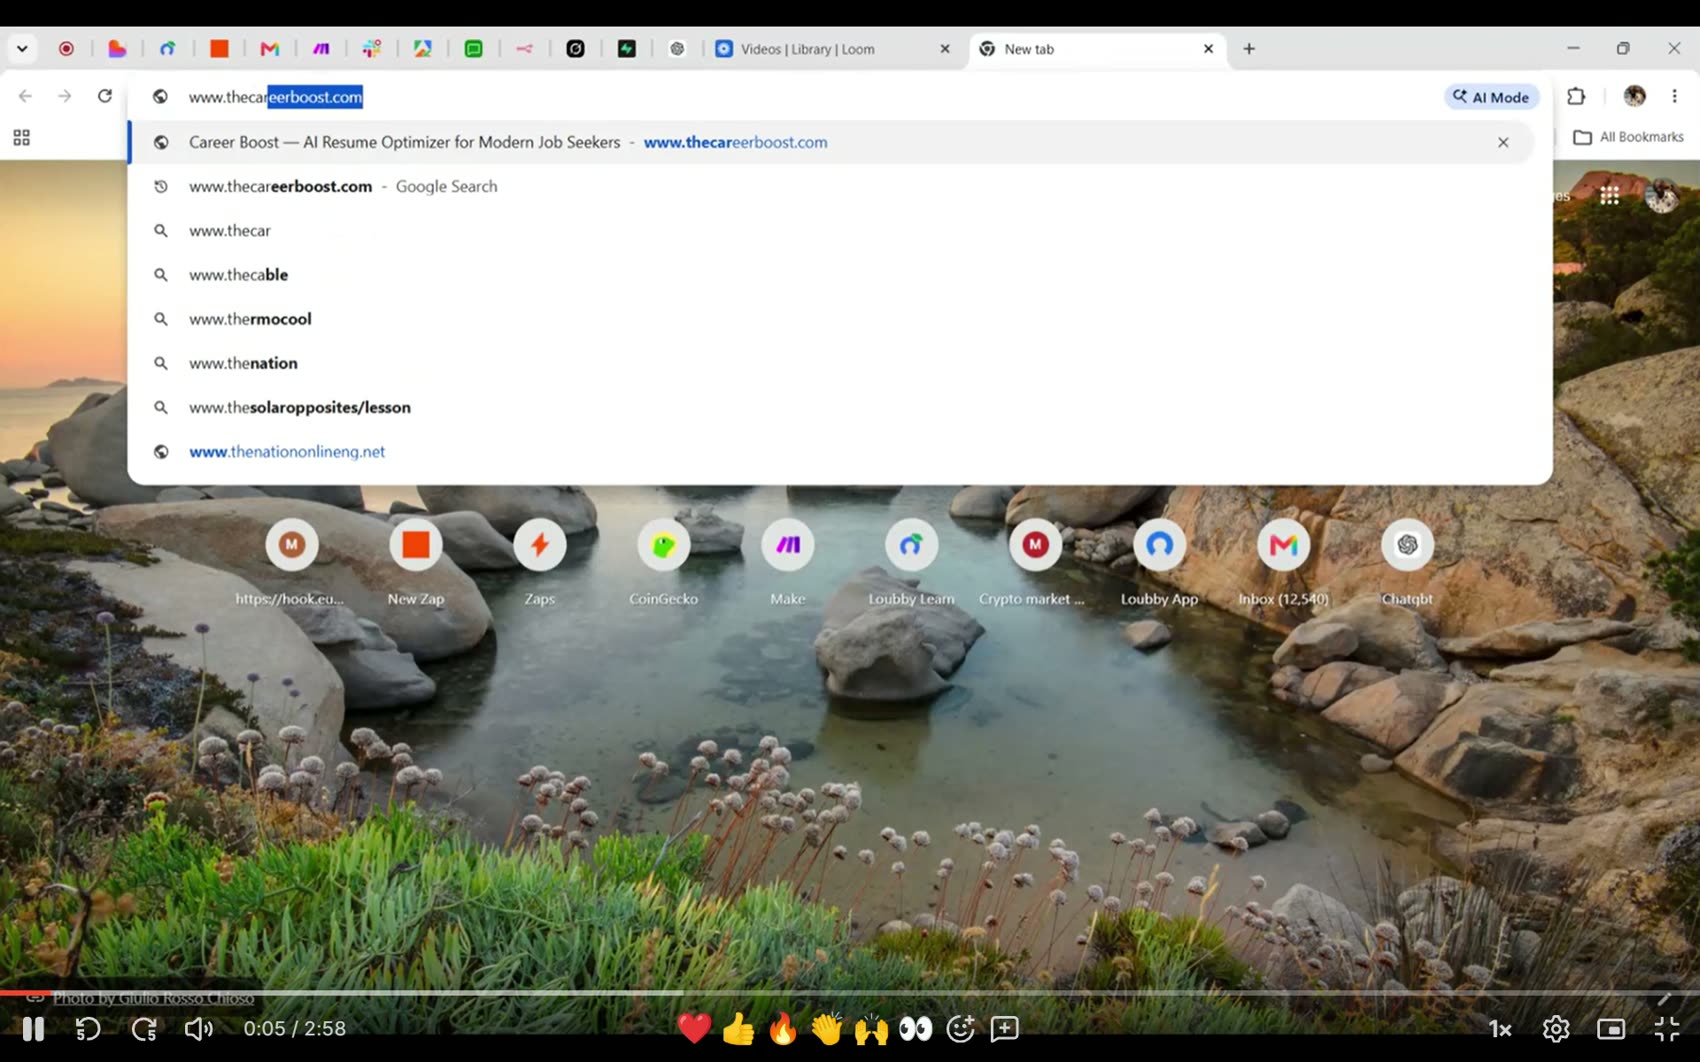 Videos | Library | Loom
New tab
www.thecareerboost.com
AI Mode
Career Boost — AI Resume Optimizer for Modern Job Seekers - www.thecareerboost.com
All Bookmarks
www.thecareerboost.com - Google Search
www.thecar
www.thecable
www.thermocool
www.thenation
www.thesolaropposites/lesson
www.thenationonlineng.net
M
M
https://hook.eu...
New Zap
Zaps
CoinGecko
Make
Loubby Learn
Crypto market ...
Loubby App
Inbox (12,540)
Chatgbt
Photo by Giulio Rosso Chioso
0:05 / 2:58
1x